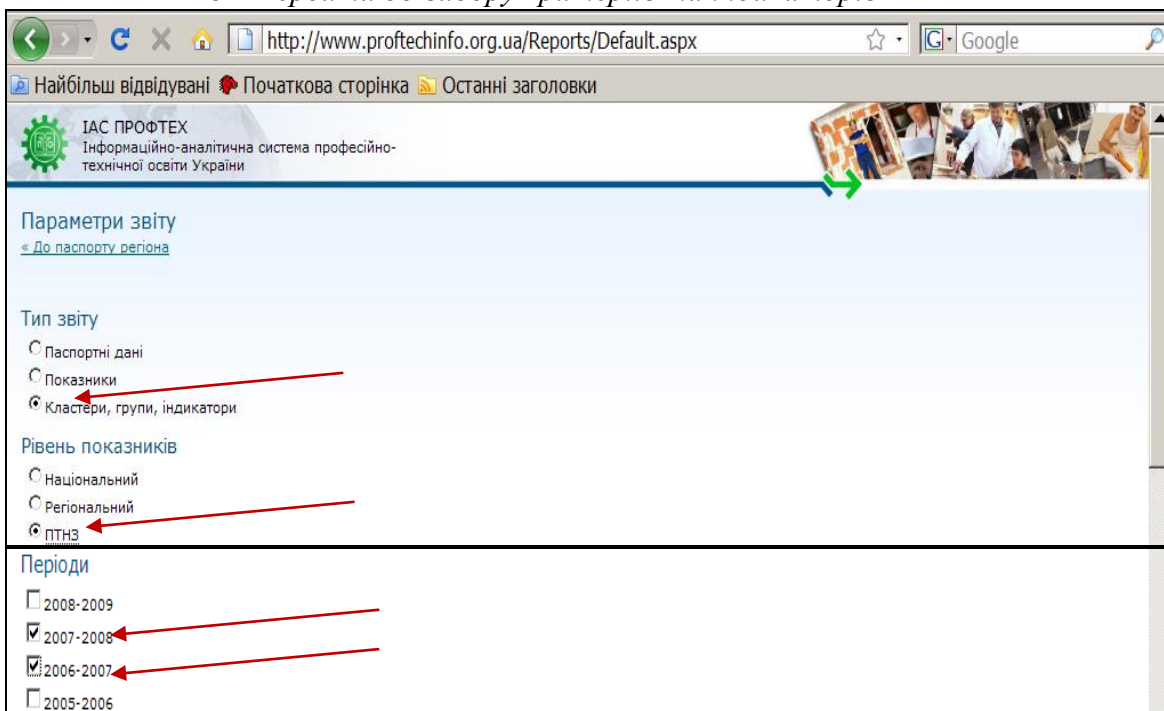 http://www.proftechinfo.org.ua/Reports/Default.aspx
G Google
Найбільш відвідувані Початкова сторінка Останні заголовки
ІАС ПРОФТЕХ
Інформаційно-аналітична система професійно-
технічної освіти України
Параметри звіту
« До паспорту регіона
Тип звіту
Паспортні дані
Показники
Кластери, групи, індикатори
Рівень показників
Національний
Регіональний
ПТНЗ
Періоди
2008-2009
2007-2008
2006-2007
2005-2006